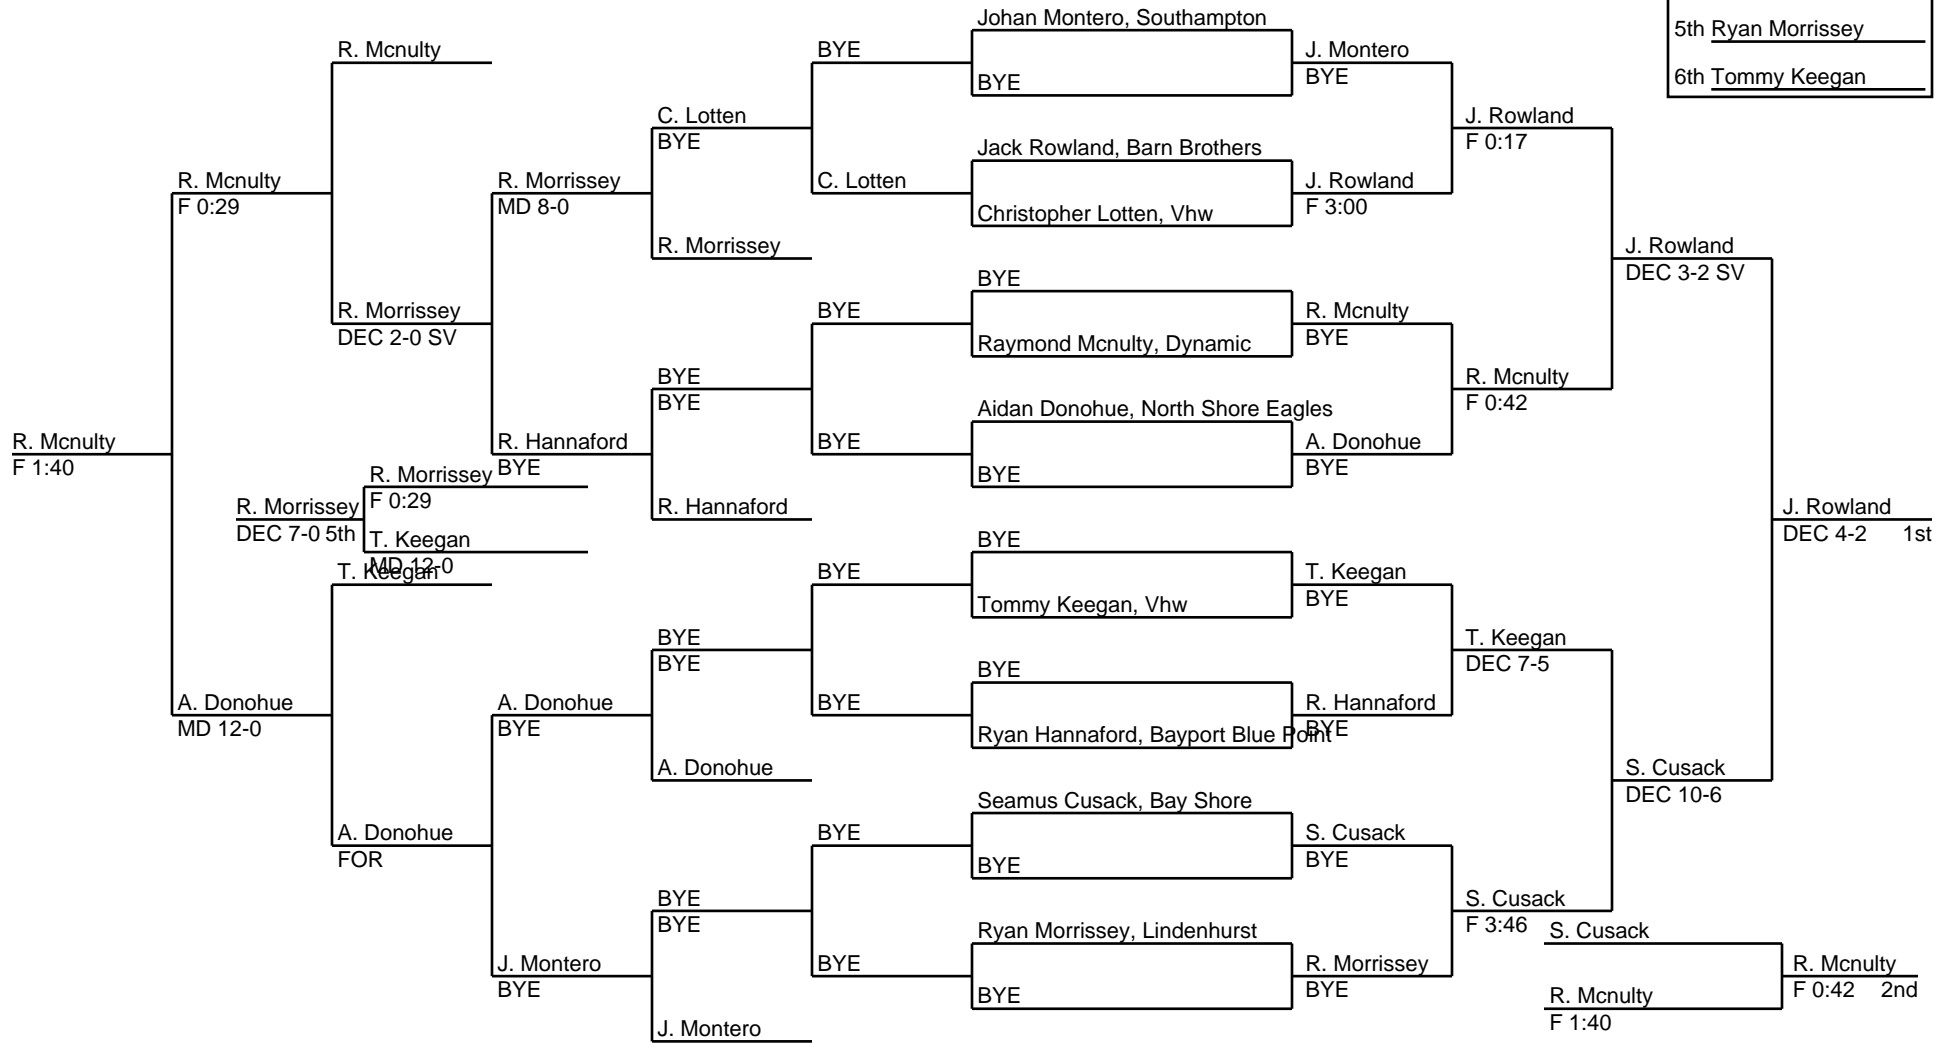 Johan Montero, Southampton
5th Ryan Morrissey
R. Mcnulty
BYE
J. Montero
BYE
BYE
6th Tommy Keegan
C. Lotten
BYE
J. Rowland
F 0:17
Jack Rowland, Barn Brothers
R. Mcnulty
F 0:29
R. Morrissey
MD 8-0
C. Lotten
J. Rowland
F 3:00
Christopher Lotten, Vhw
R. Morrissey
J. Rowland
DEC 3-2 SV
BYE
R. Morrissey
DEC 2-0 SV
BYE
R. Mcnulty
BYE
Raymond Mcnulty, Dynamic
BYE
BYE
R. Mcnulty
F 0:42
Aidan Donohue, North Shore Eagles
R. Mcnulty
F 1:40
R. Hannaford
BYE
BYE
A. Donohue
BYE
BYE
R. Morrissey
F 0:29
R. Morrissey
DEC 7-0 5th
R. Hannaford
J. Rowland
DEC 4-2 1st
T. Keegan
MD 12-0
BYE
T. Keegan
BYE
T. Keegan
BYE
Tommy Keegan, Vhw
BYE
BYE
T. Keegan
DEC 7-5
BYE
A. Donohue
MD 12-0
A. Donohue
BYE
BYE
R. Hannaford
BYE
Ryan Hannaford, Bayport Blue Point
A. Donohue
S. Cusack
DEC 10-6
Seamus Cusack, Bay Shore
A. Donohue
FOR
BYE
S. Cusack
BYE
BYE
BYE
BYE
S. Cusack
F 3:46
Ryan Morrissey, Lindenhurst
S. Cusack
J. Montero
BYE
BYE
R. Morrissey
BYE
R. Mcnulty
F 0:42 2nd
BYE
R. Mcnulty
F 1:40
J. Montero